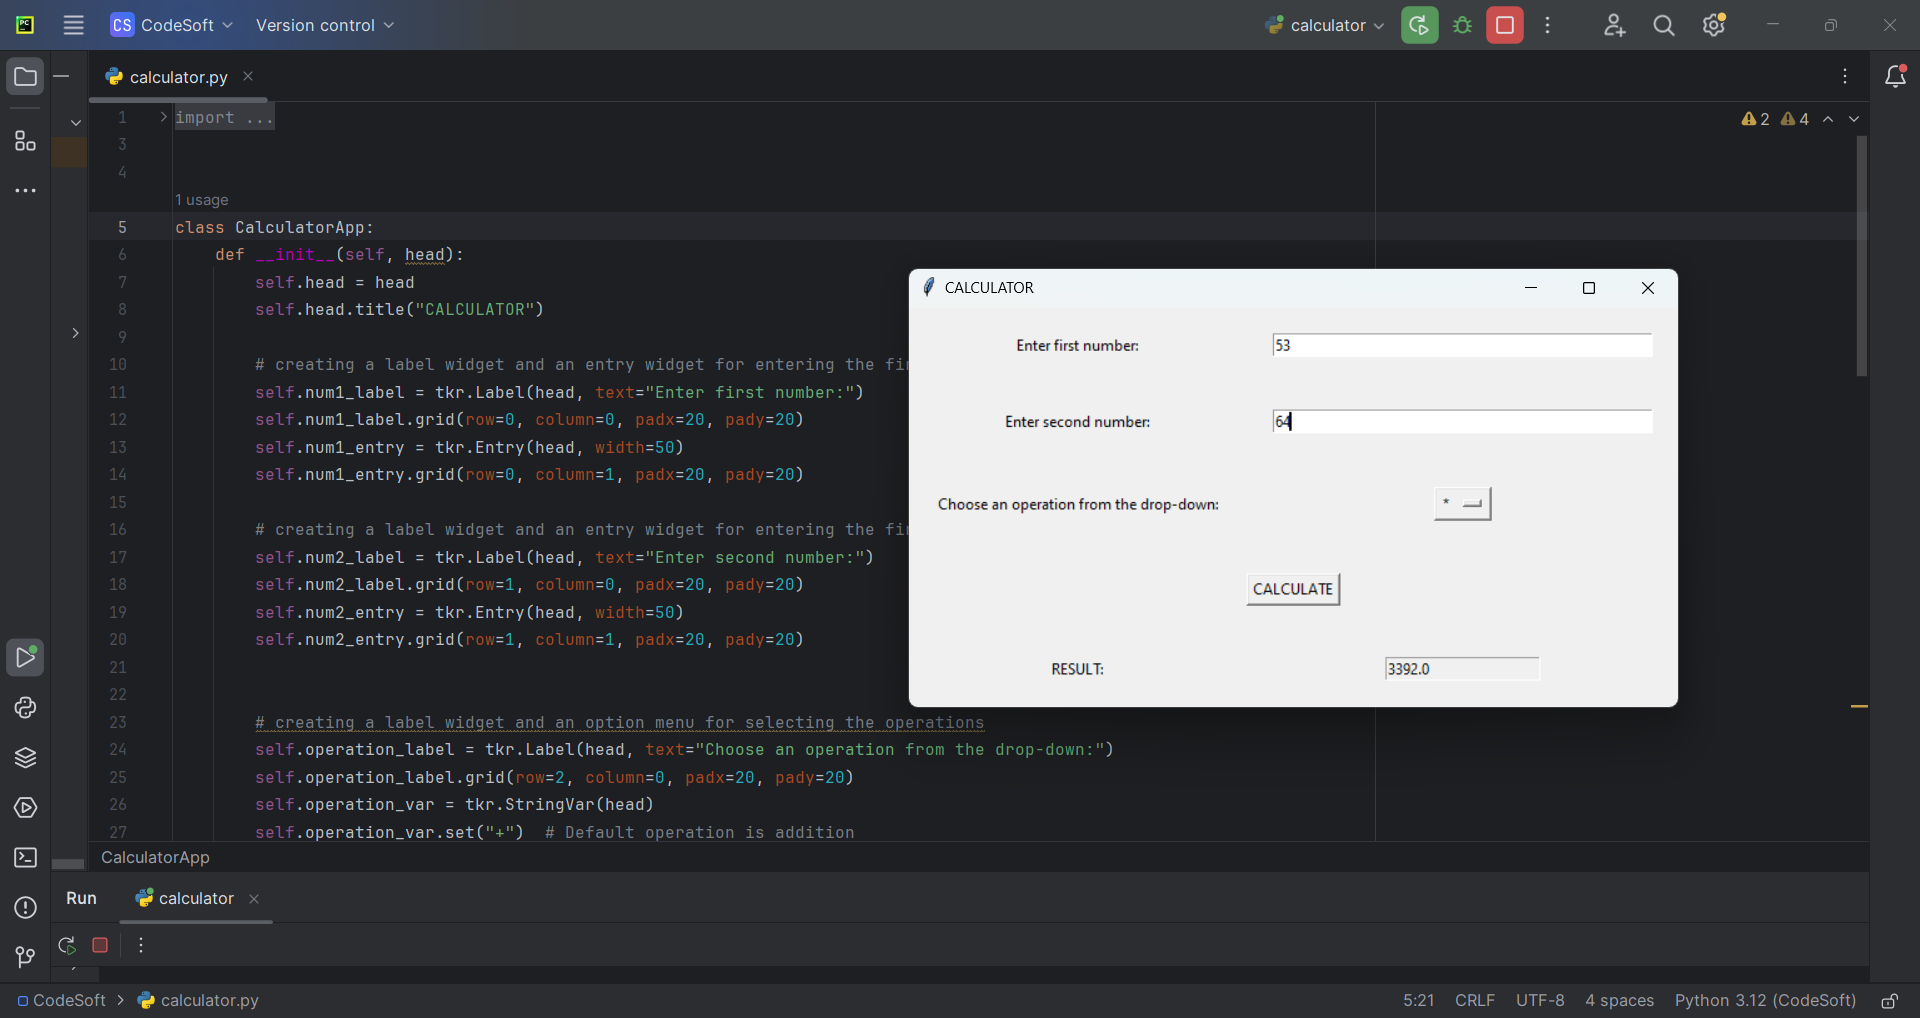 CS CodeSoft Version control calculator
calculator.py
1 import ...
3
4
1 usage
5 class CalculatorApp:
6 def __init__(self, head):
7 self.head = head
8 self.head.title("CALCULATOR")
9
10 # creating a label widget and an entry widget for entering the fi
11 self.num1_label = tkr.Label(head, text="Enter first number:")
12 self.num1_label.grid(row=0, column=0, padx=20, pady=20)
13 self.num1_entry = tkr.Entry(head, width=50)
14 self.num1_entry.grid(row=0, column=1, padx=20, pady=20)
15
16 # creating a label widget and an entry widget for entering the fi
17 self.num2_label = tkr.Label(head, text="Enter second number:")
18 self.num2_label.grid(row=1, column=0, padx=20, pady=20)
19 self.num2_entry = tkr.Entry(head, width=50)
20 self.num2_entry.grid(row=1, column=1, padx=20, pady=20)
21
22
23 # creating a label widget and an option menu for selecting the operations
24 self.operation_label = tkr.Label(head, text="Choose an operation from the drop-down:")
25 self.operation_label.grid(row=2, column=0, padx=20, pady=20)
26 self.operation_var = tkr.StringVar(head)
27 self.operation_var.set("+") # Default operation is addition
2 4
CALCULATOR
Enter first number: 53
Enter second number: 64
Choose an operation from the drop-down: *
CALCULATE
RESULT: 3392.0
CalculatorApp
Run calculator
CodeSoft > calculator.py 5:21 CRLF UTF-8 4 spaces Python 3.12 (CodeSoft)